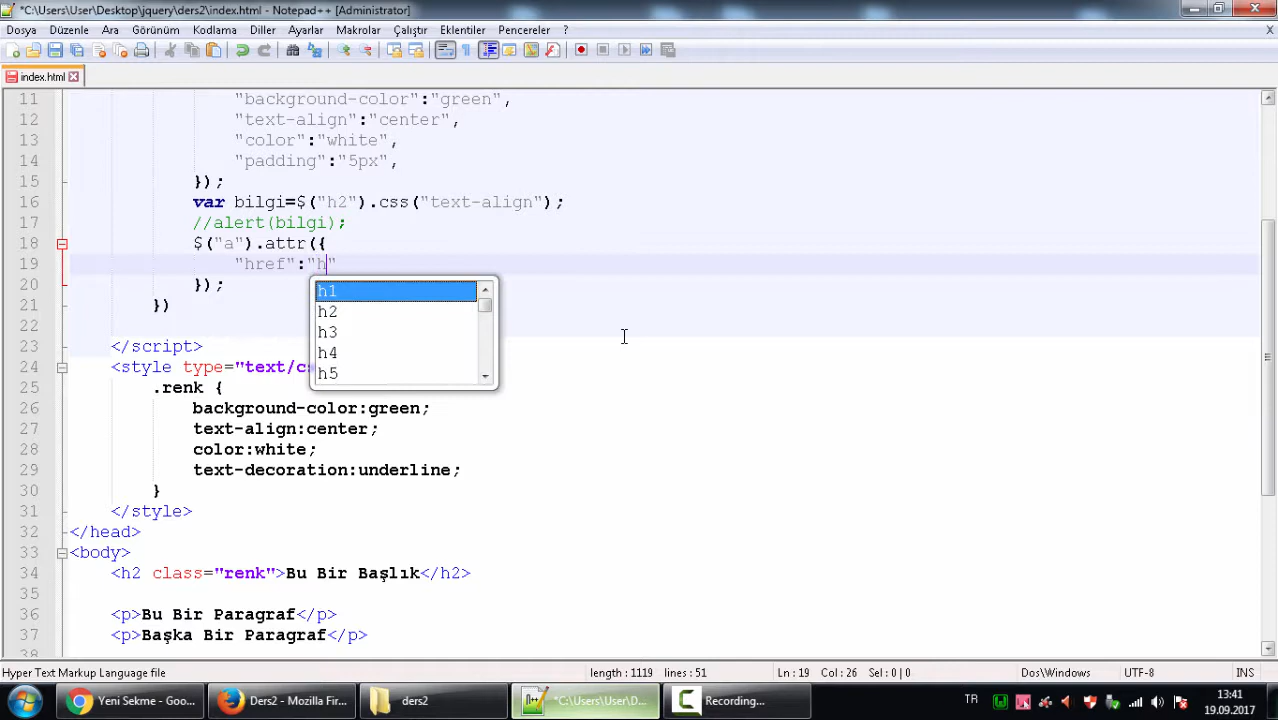 *C:\Users\User\Desktop\jquery\ders2\index.html - Notepad++ [Administrator]
Dosya Düzenle Ara Görünüm Kodlama Diller Ayarlar Makrolar Çalıştır Eklentiler Pencereler ? X
index.html
11 "background-color":"green",
12 "text-align":"center",
13 "color":"white",
14 "padding":"5px",
15 });
16 var bilgi=$("h2").css("text-align");
17 //alert(bilgi);
18 $("a").attr({
19 "href":"h"
20 });
21 })
22
23 </script>
24 <style type="text/cs
25 .renk {
26 background-color:green;
27 text-align:center;
28 color:white;
29 text-decoration:underline;
30 }
31 </style>
32 </head>
33 <body>
34 <h2 class="renk">Bu Bir Başlık</h2>
35
36 <p>Bu Bir Paragraf</p>
37 <p>Başka Bir Paragraf</p>
38
h1
h2
h3
h4
h5
Hyper Text Markup Language file length : 1119 lines : 51 Ln : 19 Col : 26 Sel : 0 | 0 Dos\Windows UTF-8 INS
Yeni Sekme - Goo... Ders2 - Mozilla Fir... ders2 *C:\Users\User\D... Recording... TR 13:41
19.09.2017